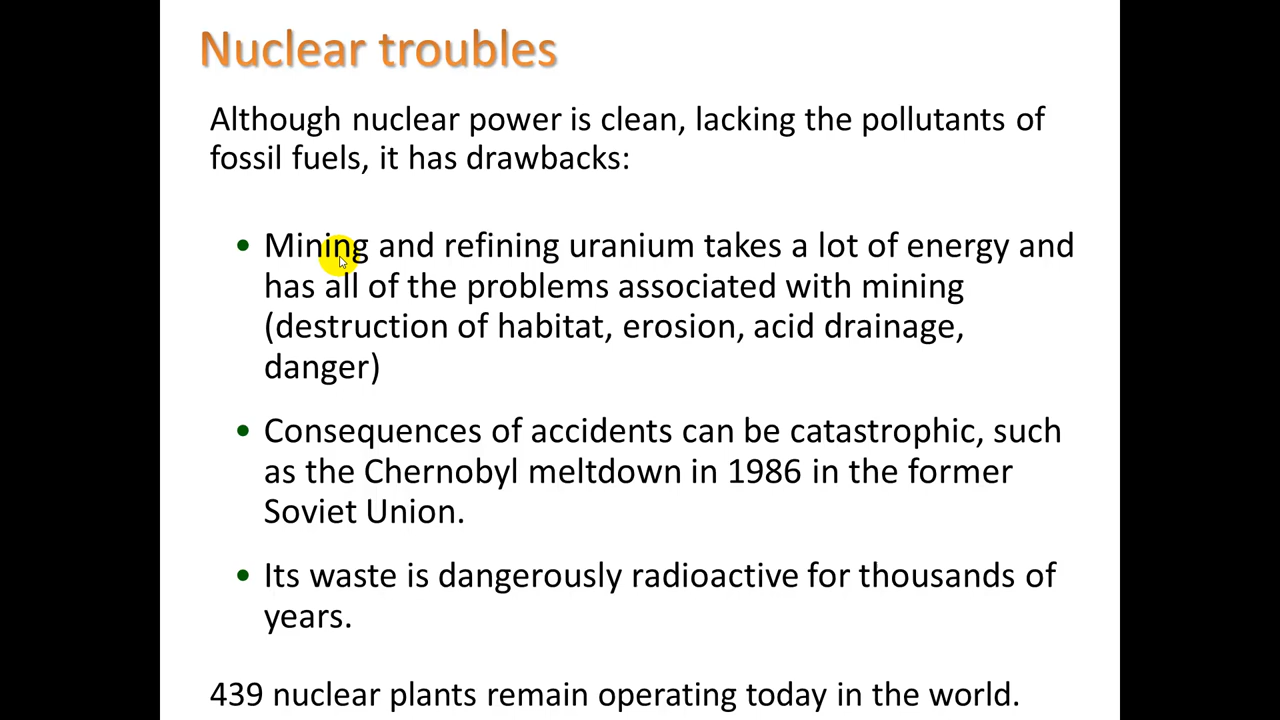 Nuclear troubles
Although nuclear power is clean, lacking the pollutants of
fossil fuels, it has drawbacks:
• Mining and refining uranium takes a lot of energy and
has all of the problems associated with mining
(destruction of habitat, erosion, acid drainage,
danger)
• Consequences of accidents can be catastrophic, such
as the Chernobyl meltdown in 1986 in the former
Soviet Union.
• Its waste is dangerously radioactive for thousands of
years.
439 nuclear plants remain operating today in the world.